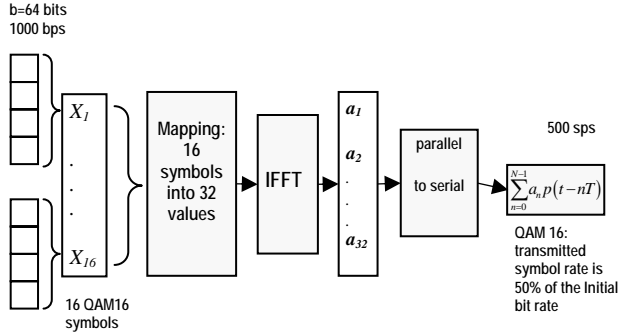 b=64 bits
1000 bps
X1
.
.
.
X16
16 QAM16
symbols
Mapping:
16
symbols
into 32
values
IFFT
a1
a2
.
.
.
a32
parallel
to serial
500 sps
∑_{n=0}^{N-1} a_n p(t-nT)
QAM 16:
transmitted
symbol rate is
50% of the Initial
bit rate